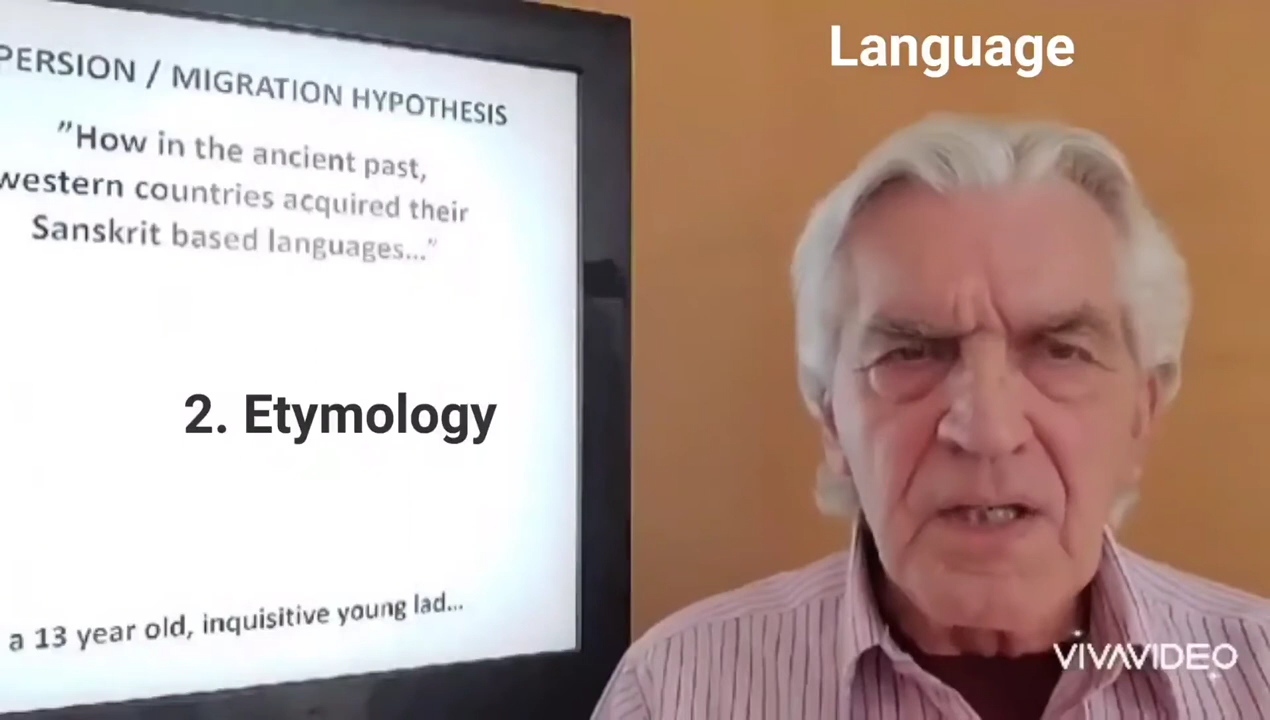 PERSION / MIGRATION HYPOTHESIS
"How in the ancient past,
western countries acquired their
Sanskrit based languages..."
2. Etymology
a 13 year old, inquisitive young lad...
Language
VIVAVIDEO